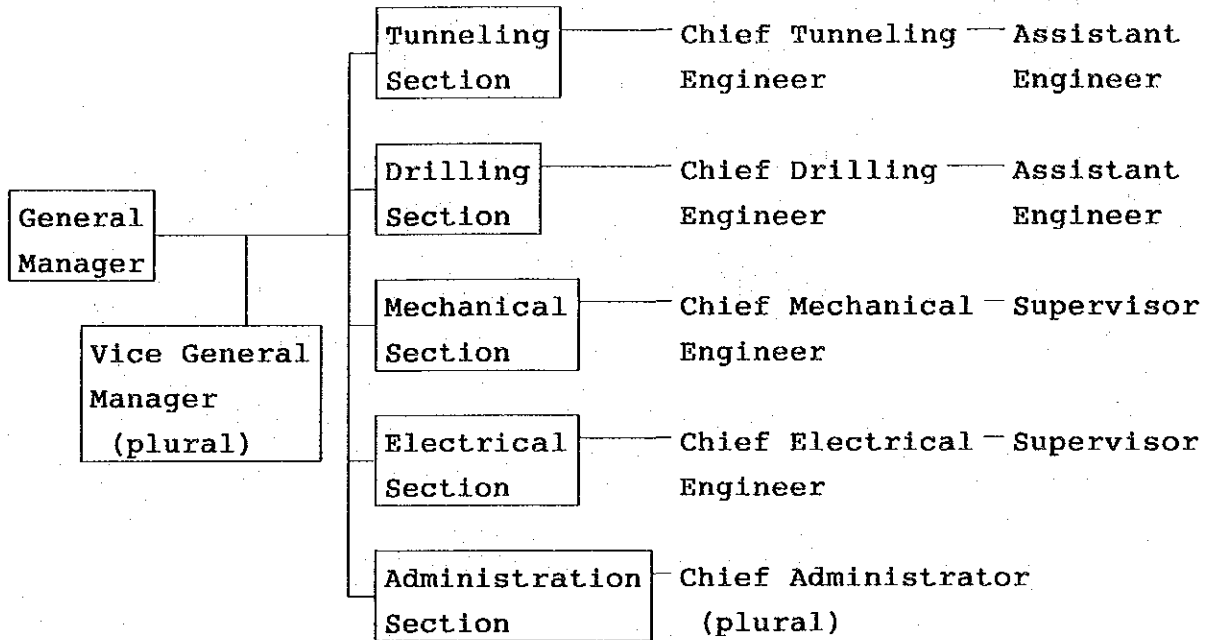 Tunneling Section
Chief Tunneling Engineer
Assistant Engineer
Drilling Section
Chief Drilling Engineer
Assistant Engineer
General Manager
Vice General Manager (plural)
Mechanical Section
Chief Mechanical Engineer
Supervisor
Electrical Section
Chief Electrical Engineer
Supervisor
Administration Section
Chief Administrator (plural)